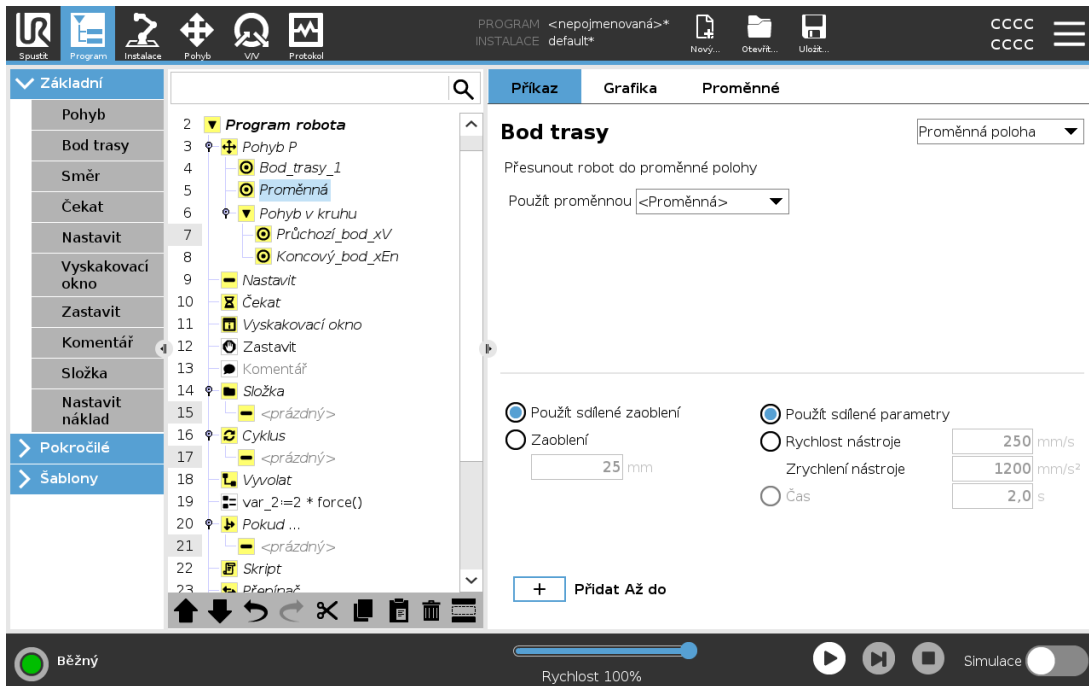 PROGRAM <nepojmenovaná>*
INSTALACE default*
Spustit
Program
Instalace
Pohyb
V/V
Protokol
Nový...
Otevřít...
Uložit...
CCCC
CCCC
Základní
Pohyb
Bod trasy
Směr
Čekat
Nastavit
Vyskakovací
okno
Zastavit
Komentář
Složka
Nastavit
náklad
Pokročilé
Šablony
2 Program robota
3 Pohyb P
4 Bod_trasy_1
5 Proměnná
6 Pohyb v kruhu
7 Průchozí_bod_xV
8 Koncový_bod_xEn
9 Nastavit
10 Čekat
11 Vyskakovací okno
12 Zastavit
13 Komentář
14 Složka
15 <prázdný>
16 Cyklus
17 <prázdný>
18 Vyvolat
19 var_2:=2 * force()
20 Pokud ...
21 <prázdný>
22 Skript
23 Přepínač
Příkaz
Grafika
Proměnné
Bod trasy
Proměnná poloha
Přesunout robot do proměnné polohy
Použít proměnnou <Proměnná>
Použít sdílené zaoblení
Zaoblení
25 mm
Použít sdílené parametry
Rychlost nástroje 250 mm/s
Zrychlení nástroje 1200 mm/s²
Čas 2,0 s
+ Přidat Až do
Běžný
Rychlost 100%
Simulace